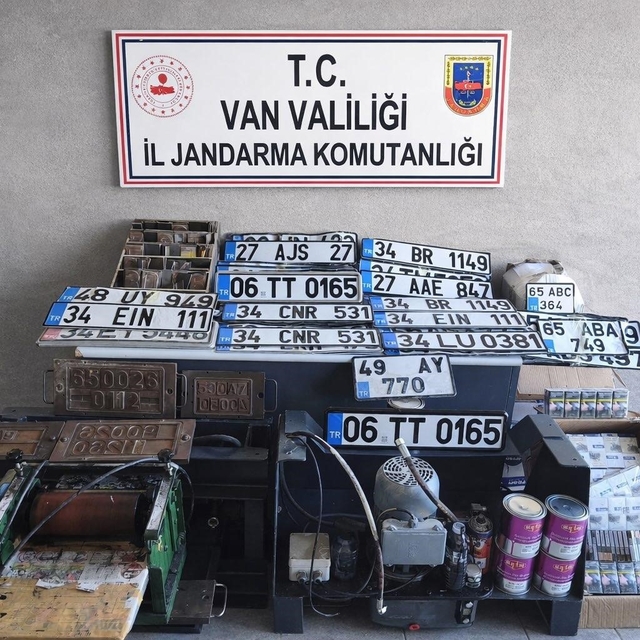 T.C.
VAN VALİLİĞİ
İL JANDARMA KOMUTANLIĞI
27 AJS 27
34 BR 1149
06 TT 0165
27 AAE 847
65 ABC
364
48 UY 949
34 EIN 111
34 CNR 531
34 BR 1149
34 EIN 111
34 CNR 531
34 LU 0381
65 ABA
749
49 AY
770
06 TT 0165
650026
0112